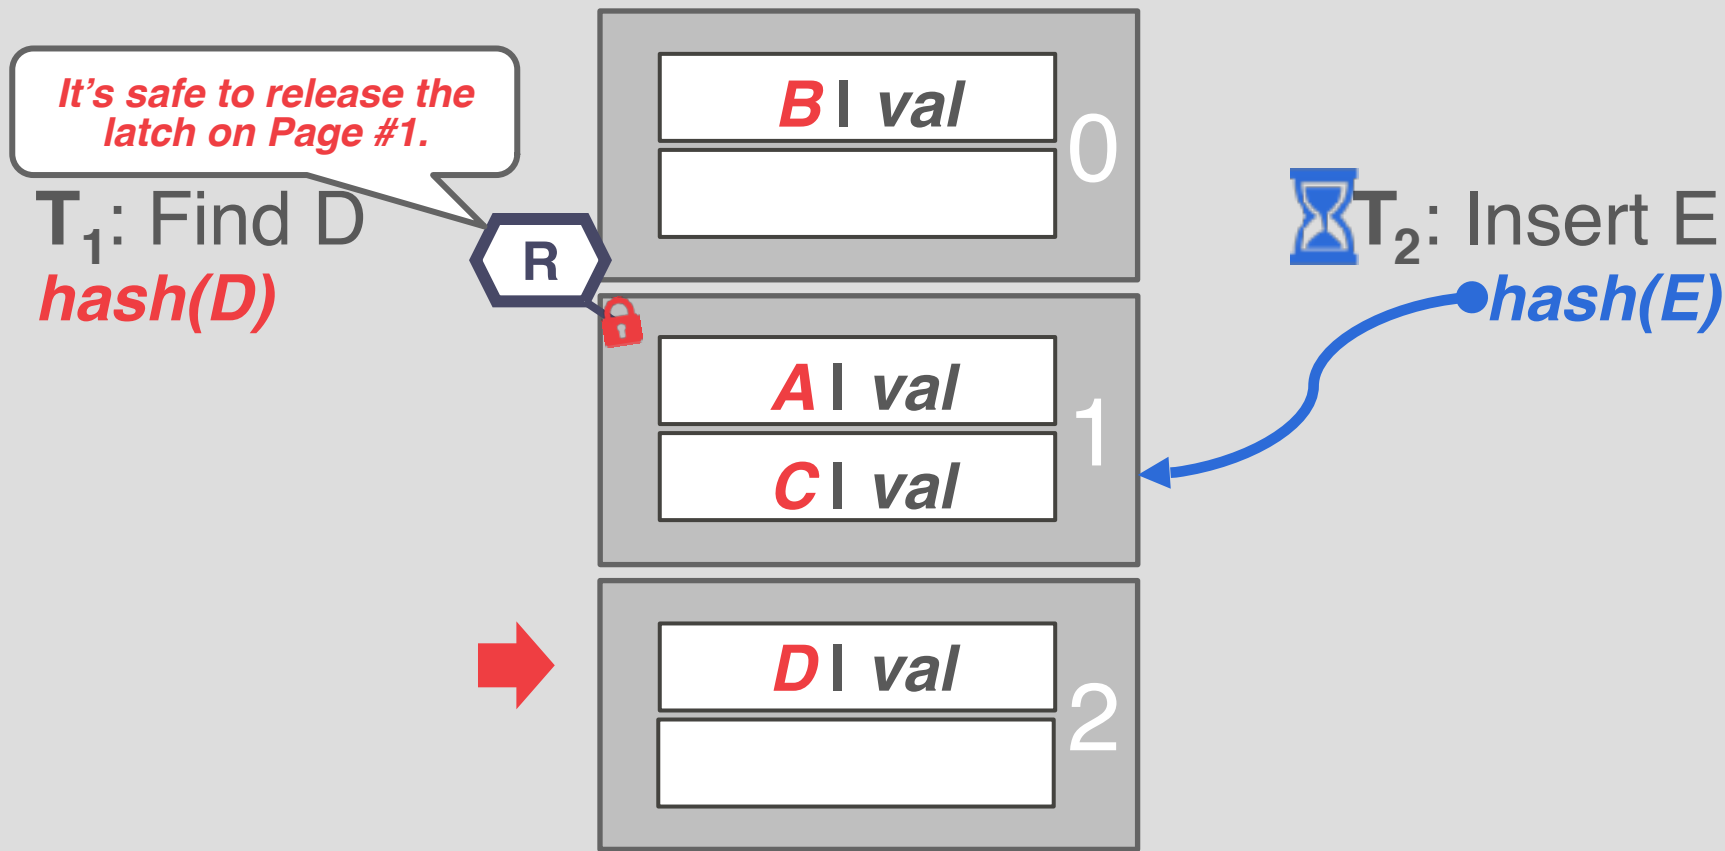 It's safe to release the
latch on Page #1.
T1: Find D
hash(D)
R
B | val
0
A | val
C | val
1
D | val
2
T2: Insert E
hash(E)